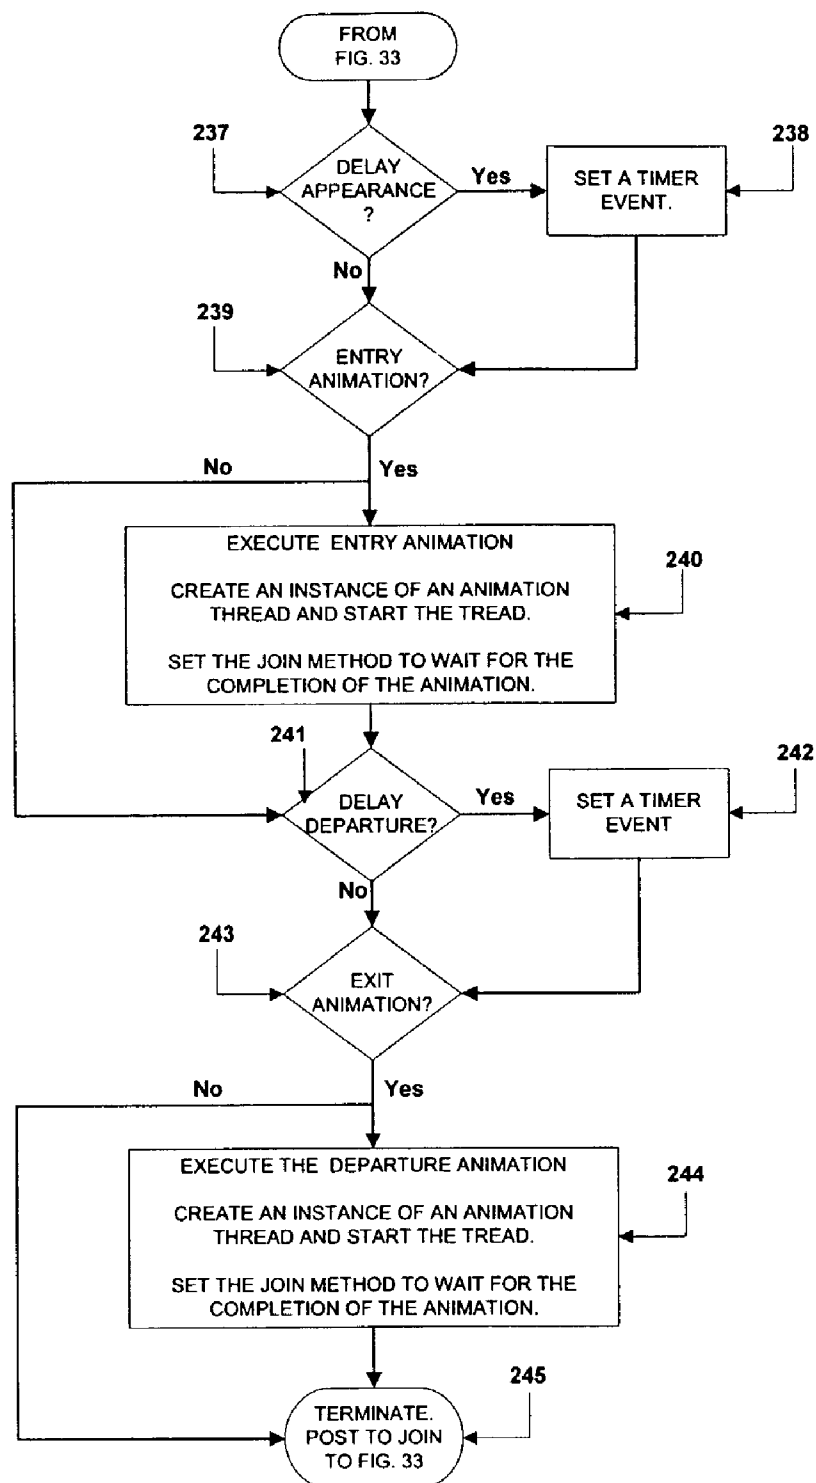 FROM
FIG. 33
237
DELAY
APPEARANCE
?
Yes
SET A TIMER
EVENT.
238
No
239
ENTRY
ANIMATION?
No
Yes
EXECUTE ENTRY ANIMATION
CREATE AN INSTANCE OF AN ANIMATION
THREAD AND START THE TREAD.
SET THE JOIN METHOD TO WAIT FOR THE
COMPLETION OF THE ANIMATION.
240
241
DELAY
DEPARTURE?
Yes
SET A TIMER
EVENT
242
No
243
EXIT
ANIMATION?
No
Yes
EXECUTE THE DEPARTURE ANIMATION
CREATE AN INSTANCE OF AN ANIMATION
THREAD AND START THE TREAD.
SET THE JOIN METHOD TO WAIT FOR THE
COMPLETION OF THE ANIMATION.
244
TERMINATE.
POST TO JOIN
TO FIG. 33
245